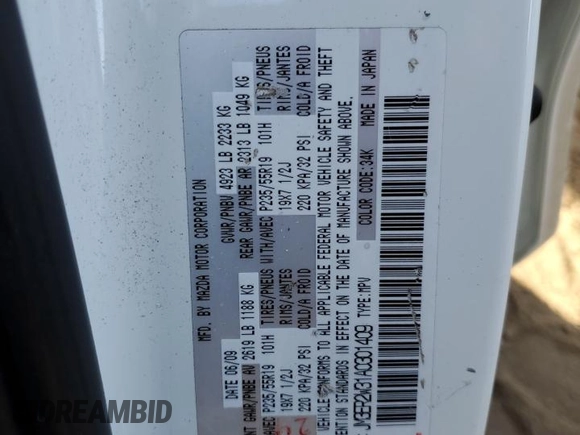 MFD. BY MAZDA MOTOR CORPORATION
DATE 06/09 GVWR/PNBV 4923 LB 2233 KG
GAWR/PNBE AV 2619 LB 1188 KG REAR GAWR/PNBE AR 2313 LB 1049 KG
TIRES/PNEUS WITH/AVEC TIRES/PNEUS
P235/55R19 101H RIMS/JANTES P235/55R19 101H RIMS/JANTES
19X7 1/2J COLD/A FROID 19X7 1/2J COLD/A FROID
220 KPA/32 PSI 220 KPA/32 PSI
VEHICLE CONFORMS TO ALL APPLICABLE FEDERAL MOTOR VEHICLE SAFETY AND THEFT
STANDARDS IN EFFECT ON THE DATE OF MANUFACTURE SHOWN ABOVE.
TYPE: MPV COLOR CODE: 34K MADE IN JAPAN
AUTOBIDMASTER